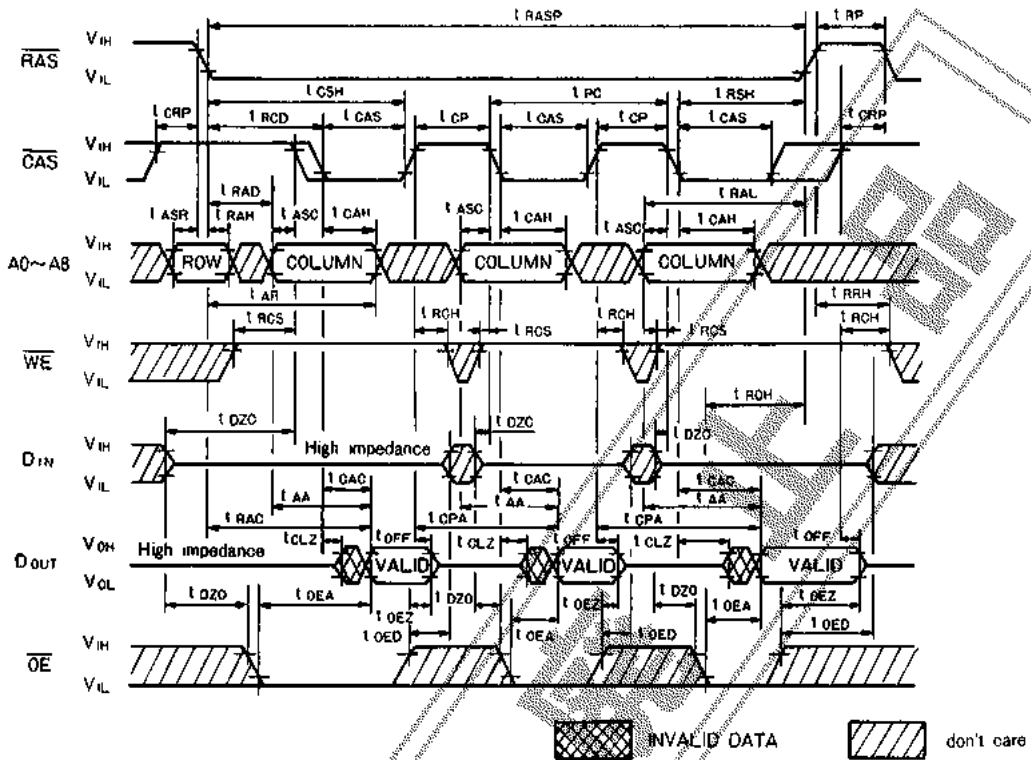 t RASP t RP
RAS VIH
VIL
t CSH t PC t RSH
t CRP t RCD t CAS t CP t CAS t CP t CAS t CRP
CAS VIH
VIL
t RAD t RAL
t ASR t RAH t ASC t CAH t ASC t CAH t ASC t CAH
A0~A8 VIH
VIL
ROW COLUMN COLUMN COLUMN
t AR t RRH
t RCS t RCH t RCS t RCH t RCS t RCH
WE VIH
VIL
t ROH
t DZC t DZC t DZC
DIN VIH
VIL
High impedance
t CAC t CAC t CAC
t AA t AA t AA
t RAC t CPA t CPA
t CLZ t OFF t CLZ t OFF t CLZ t OFF
DOUT VOH
VOL
High impedance VALID VALID VALID
t DZO t OEA t OEZ t DZO t OEA t OEZ t DZO t OEA t OEZ
t OED t OED t OED
OE VIH
VIL
INVALID DATA don't care